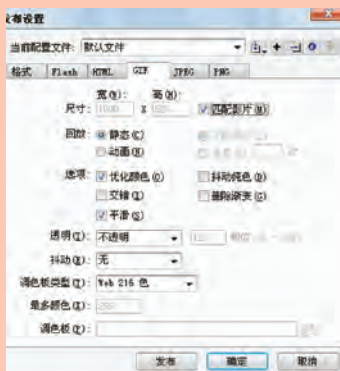 发布设置
当前配置文件: 默认文件
格式 Flash HTML GIF JPEG PNG
宽(W): 高(H):
尺寸: X 匹配影片(M)
回放: 静态(C)
动画(N)
选项: 优化颜色(O) 抖动纯色(D)
交错(I) 删除渐变(G)
平滑(S)
透明(T): 不透明
抖动(R): 无
调色板类型(Y): Web 216 色
最多颜色(X): 255
调色板(P):
发布 确定 取消